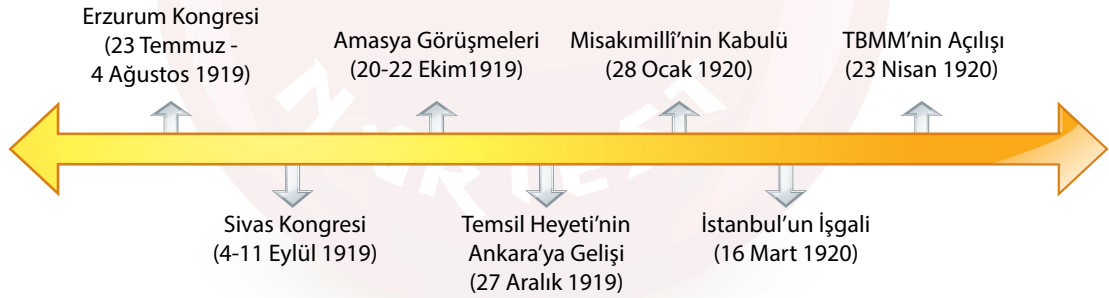 Erzurum Kongresi
(23 Temmuz -
4 Ağustos 1919)
Amasya Görüşmeleri
(20-22 Ekim1919)
Misakımillî’nin Kabulü
(28 Ocak 1920)
TBMM’nin Açılışı
(23 Nisan 1920)
Sivas Kongresi
(4-11 Eylül 1919)
Temsil Heyeti’nin
Ankara’ya Gelişi
(27 Aralık 1919)
İstanbul’un İşgali
(16 Mart 1920)